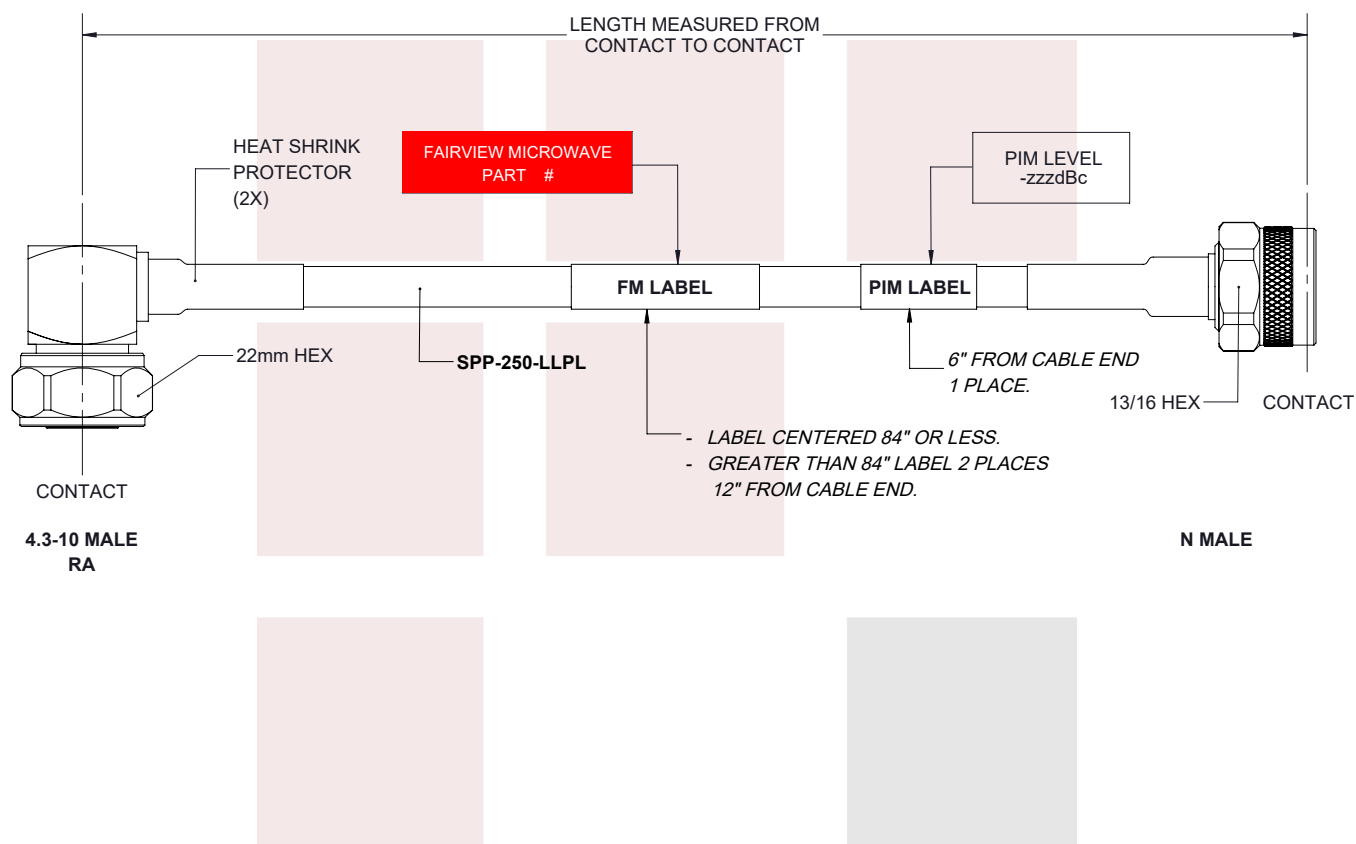 LENGTH MEASURED FROM
CONTACT TO CONTACT
HEAT SHRINK
PROTECTOR
(2X)
FAIRVIEW MICROWAVE
PART #
PIM LEVEL
-zzzdBc
FM LABEL
PIM LABEL
22mm HEX
SPP-250-LLPL
6" FROM CABLE END
1 PLACE.
13/16 HEX
CONTACT
- LABEL CENTERED 84" OR LESS.
- GREATER THAN 84" LABEL 2 PLACES
12" FROM CABLE END.
CONTACT
4.3-10 MALE
RA
N MALE